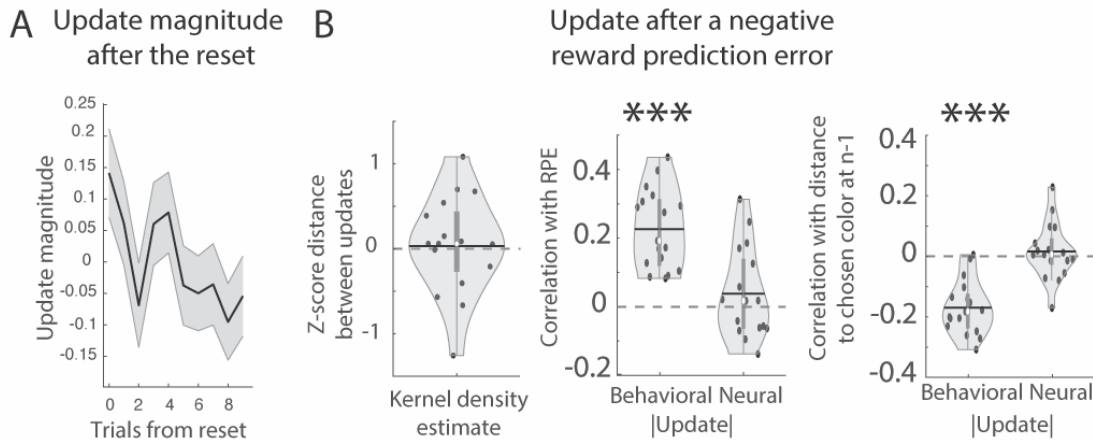 A
Update magnitude
after the reset
Update magnitude
0.25
0.2
0.15
0.1
0.05
0
-0.05
-0.1
-0.15
0 2 4 6 8
Trials from reset
B
Update after a negative
reward prediction error
Z-score distance
between updates
1
0
-1
Kernel density
estimate
***
Correlation with RPE
0.4
0.2
0
-0.2
Behavioral Neural
|Update|
***
Correlation with distance
to chosen color at n-1
0.4
0.2
0
-0.2
-0.4
Behavioral Neural
|Update|